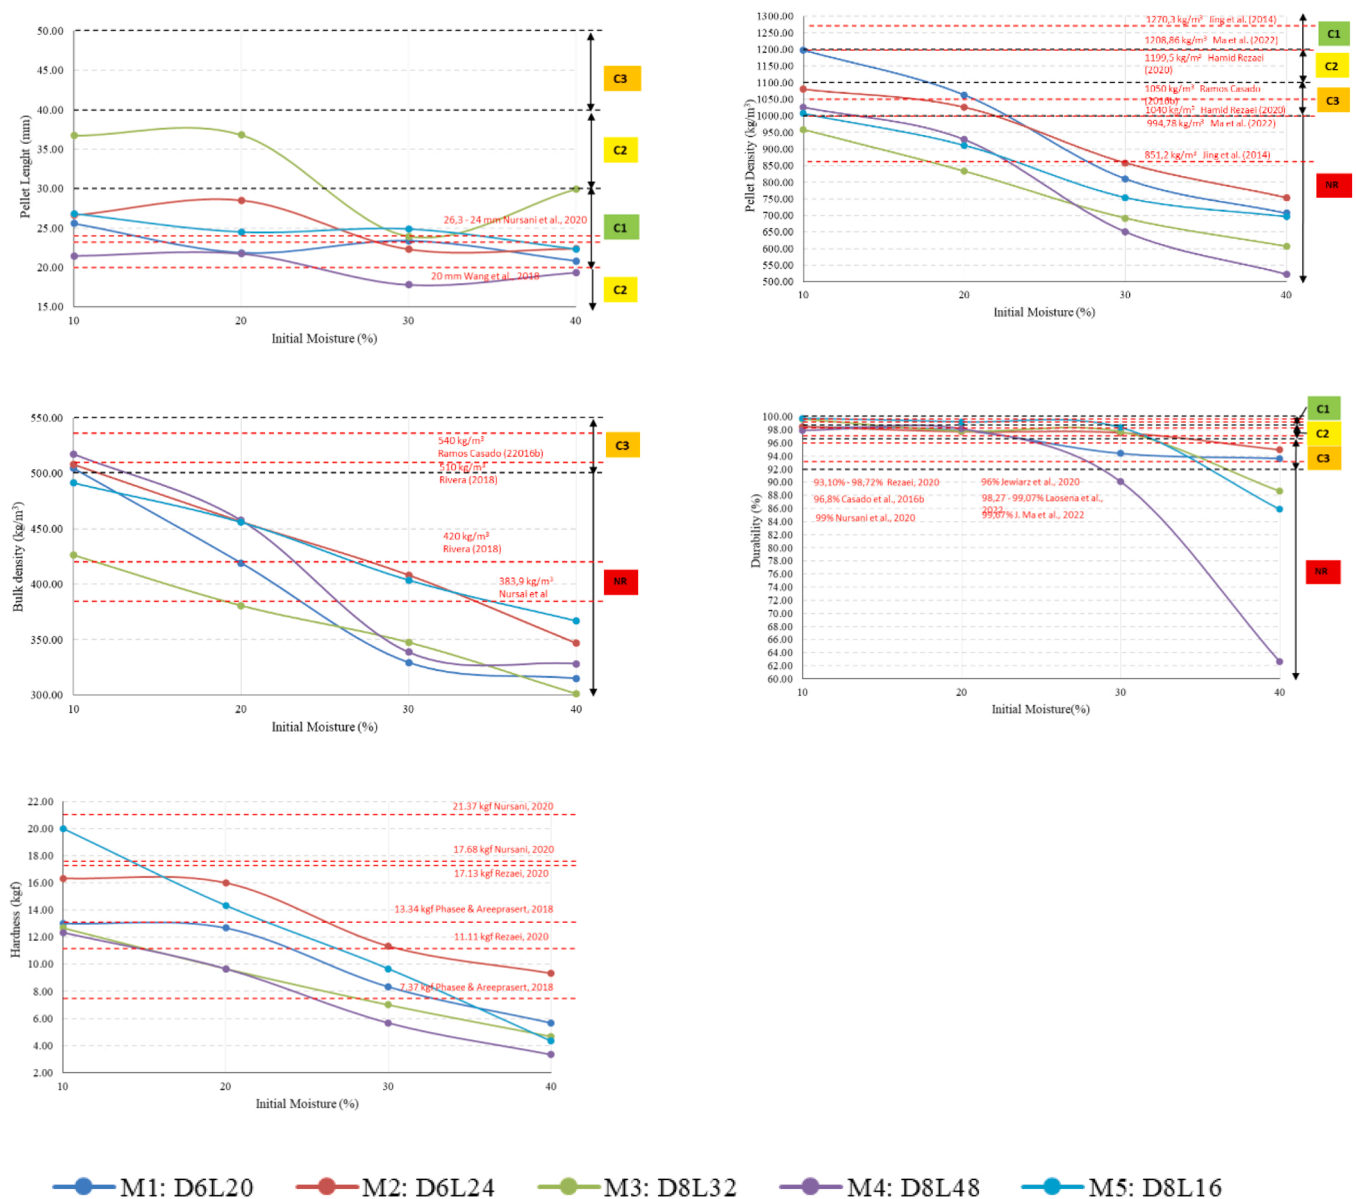 50.00
45.00
40.00
35.00
30.00
25.00
20.00
15.00
Pellet Lenght (mm)
10 20 30 40
Initial Moisture (%)
26,3 - 24 mm Nursani et al., 2020
20 mm Wang et al., 2018
C3
C2
C1
C2
1300.00
1250.00
1200.00
1150.00
1100.00
1050.00
1000.00
950.00
900.00
850.00
800.00
750.00
700.00
650.00
600.00
550.00
500.00
Pellet Density (kg/m³)
10 20 30 40
Initial Moisture (%)
1270,3 kg/m³ Jing et al. (2014)
1208,86 kg/m³ Ma et al. (2022)
1199,5 kg/m³ Hamid Rezaei
(2020)
1050 kg/m³ Ramos Casado
(2016b)
1040 kg/m³ Hamid Rezaei (2020)
994,78 kg/m³ Ma et al. (2022)
851,2 kg/m³ Jing et al. (2014)
C1
C2
C3
NR
550.00
500.00
450.00
400.00
350.00
300.00
Bulk density (kg/m³)
10 20 30 40
Initial Moisture (%)
540 kg/m³
Ramos Casado (22016b)
510 kg/m³
Rivera (2018)
420 kg/m³
Rivera (2018)
383,9 kg/m³
Nursai et al
C3
NR
100.00
98.00
96.00
94.00
92.00
90.00
88.00
86.00
84.00
82.00
80.00
78.00
76.00
74.00
72.00
70.00
68.00
66.00
64.00
62.00
60.00
Durability (%)
10 20 30 40
Initial Moisture(%)
93,10% - 98,72% Rezaei, 2020
96,8% Casado et al., 2016b
99% Nursani et al., 2020
96% Jewiarz et al., 2020
98,27 - 99,07% Laosena et al.,
2022
99,67% J. Ma et al., 2022
C1
C2
C3
NR
22.00
20.00
18.00
16.00
14.00
12.00
10.00
8.00
6.00
4.00
2.00
Hardness (kgf)
10 20 30 40
Initial Moisture (%)
21.37 kgf Nursani, 2020
17.68 kgf Nursani, 2020
17.13 kgf Rezaei, 2020
13.34 kgf Phasee & Areeprasert, 2018
11.11 kgf Rezaei, 2020
7.37 kgf Phasee & Areeprasert, 2018
M1: D6L20 M2: D6L24 M3: D8L32 M4: D8L48 M5: D8L16